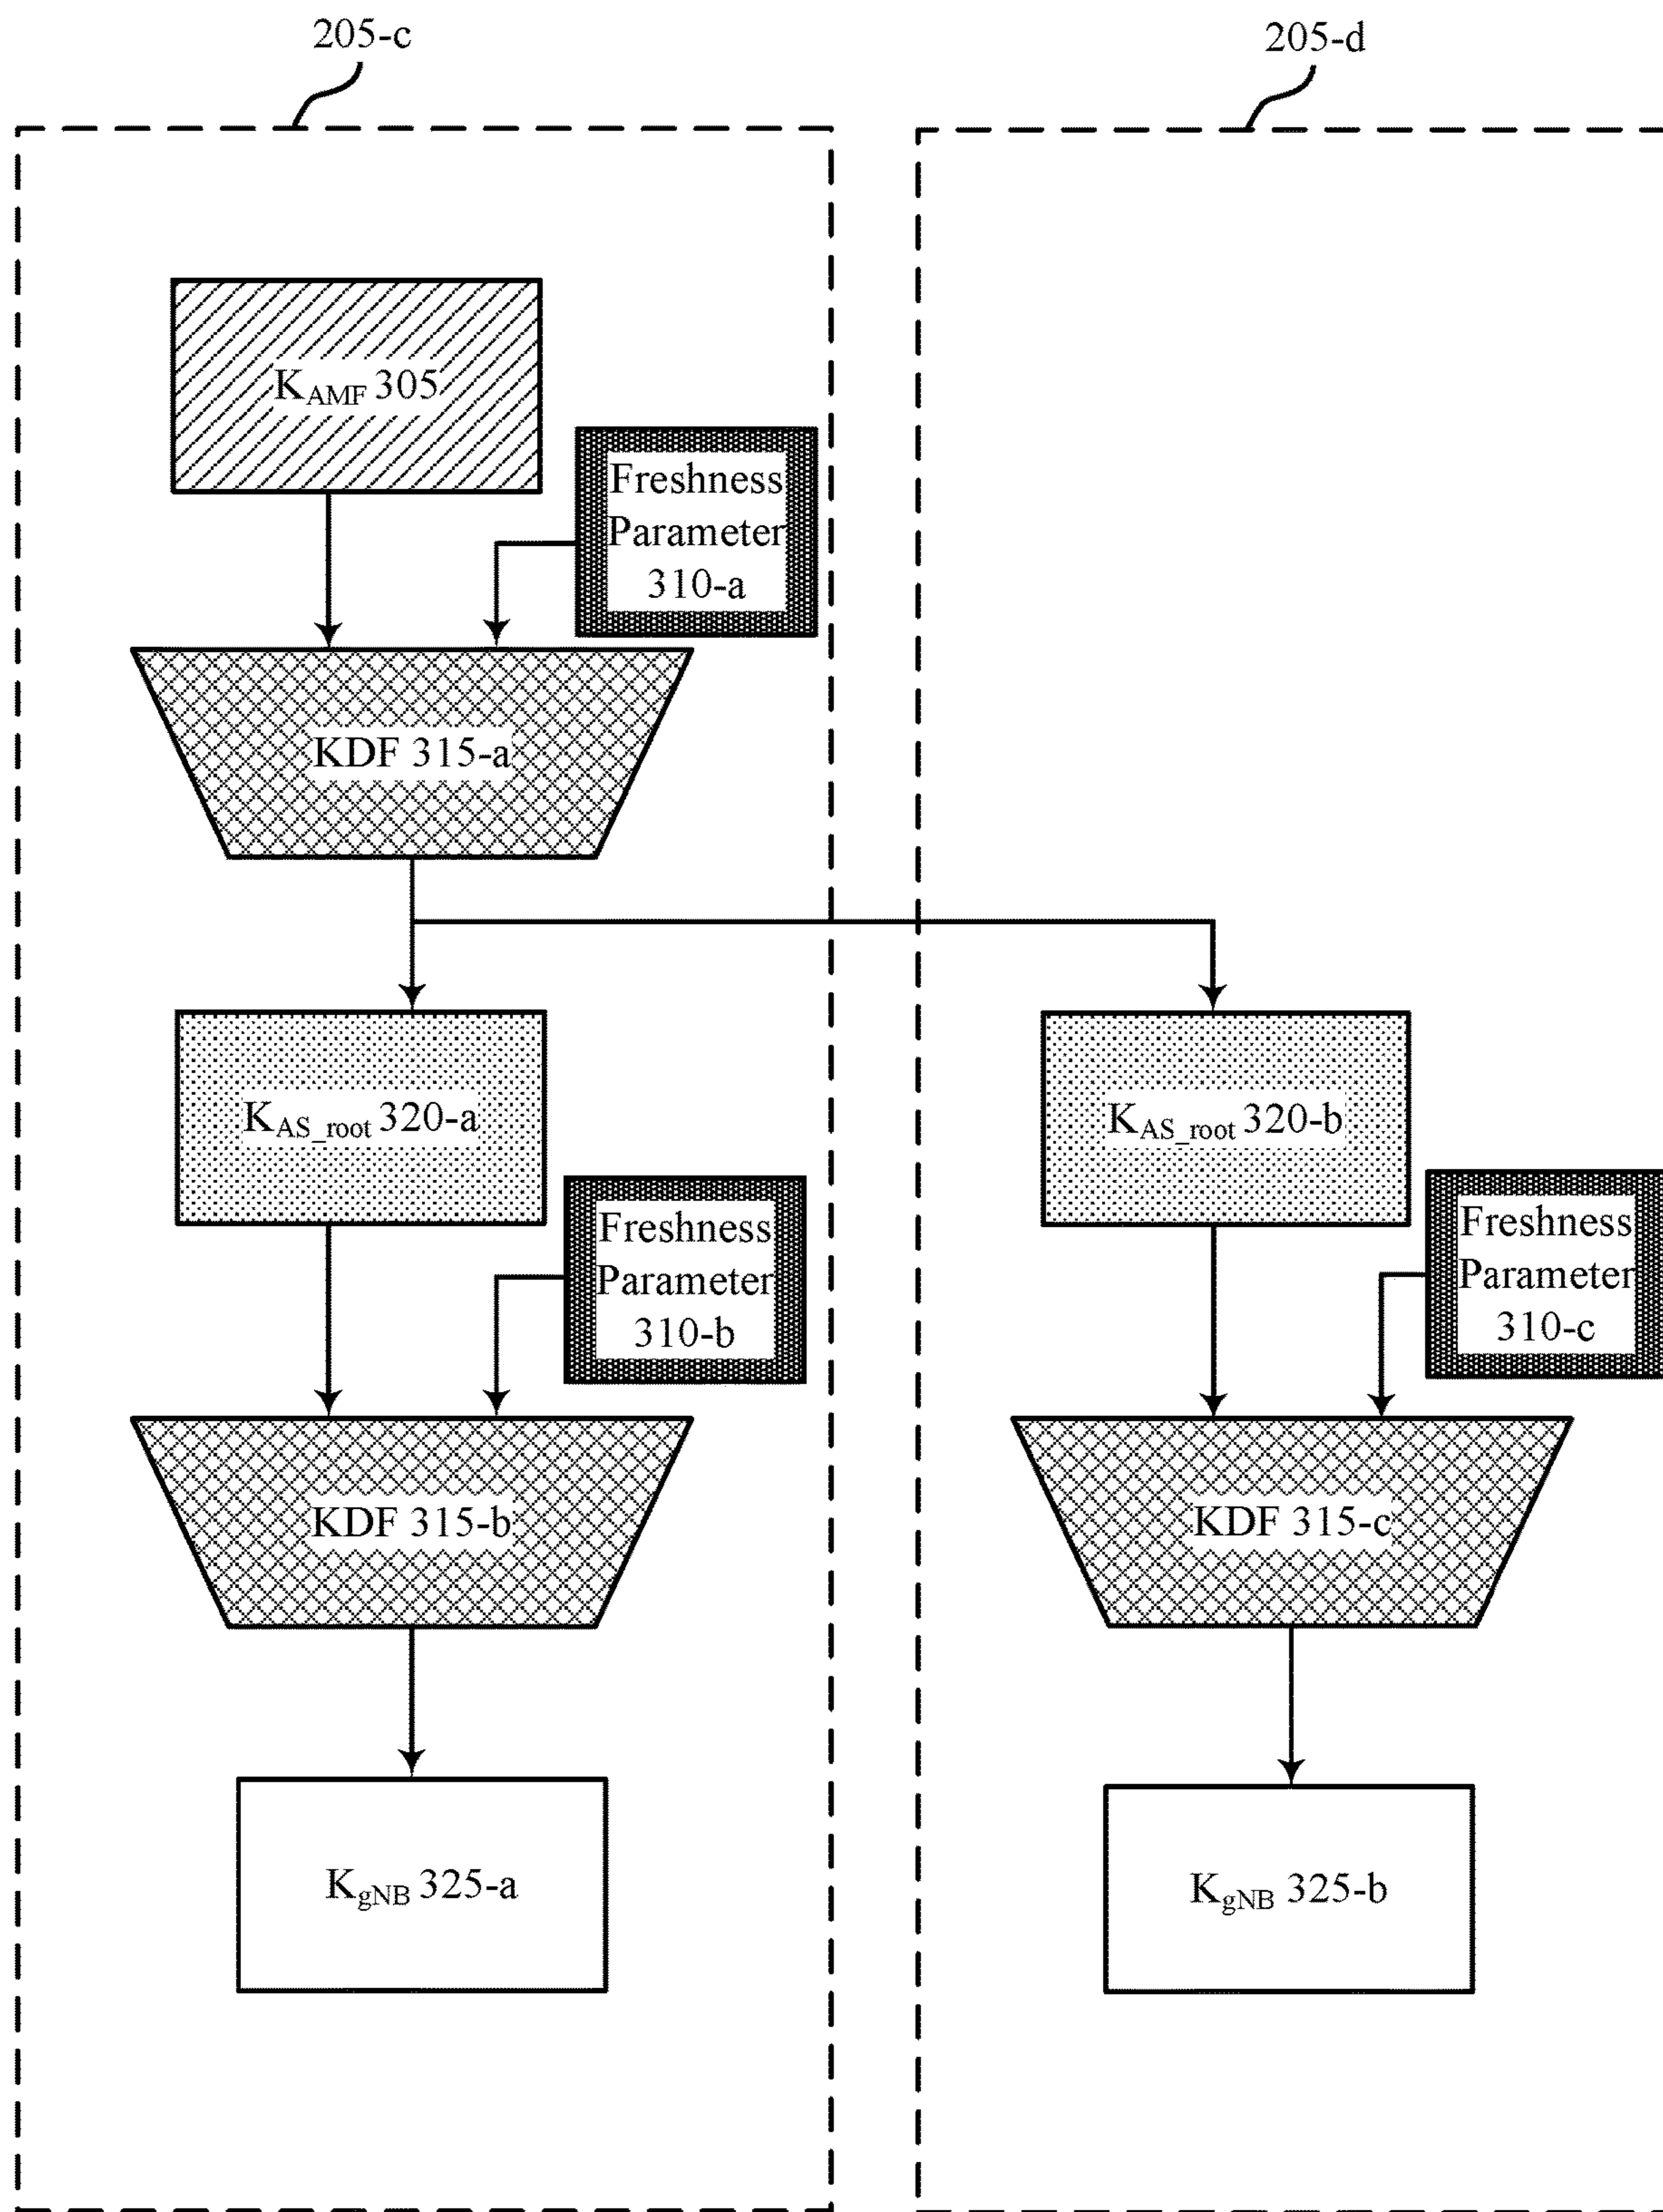 205-c
205-d
K_AMF 305
Freshness
Parameter
310-a
KDF 315-a
K_AS_root 320-a
K_AS_root 320-b
Freshness
Parameter
310-b
Freshness
Parameter
310-c
KDF 315-b
KDF 315-c
K_gNB 325-a
K_gNB 325-b